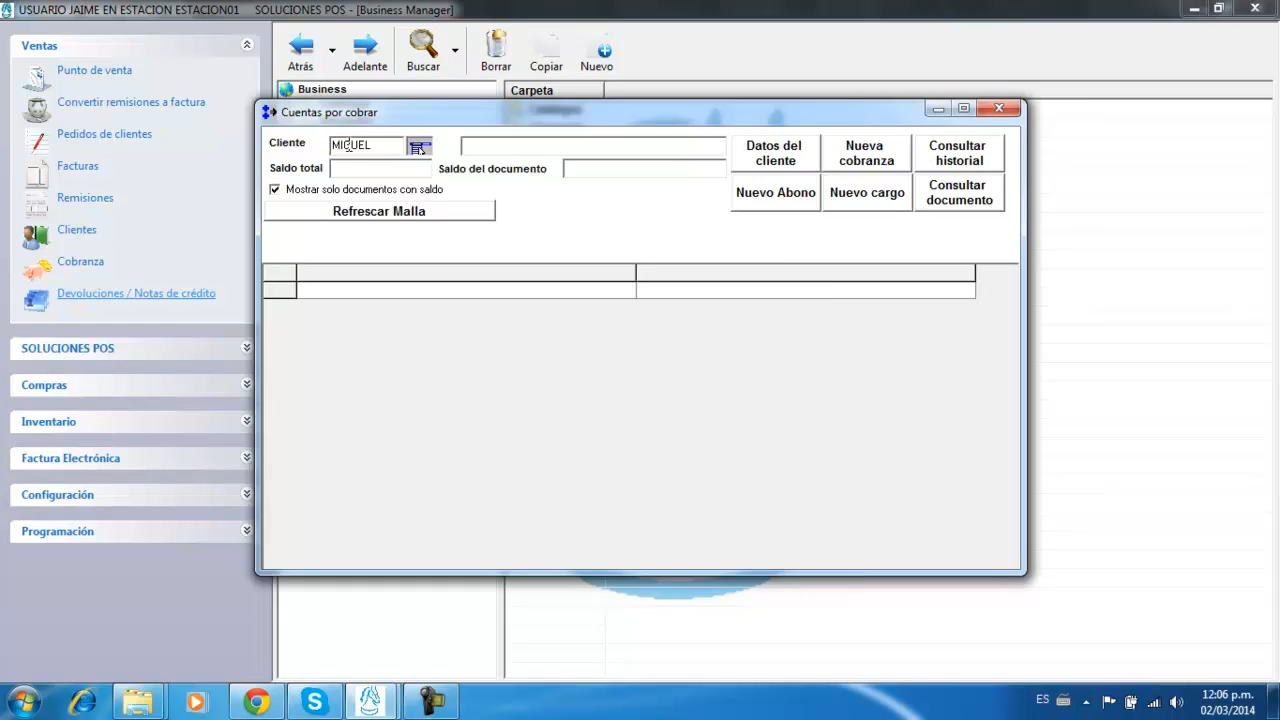 USUARIO JAIME EN ESTACION ESTACION01 SOLUCIONES POS - [Business Manager]
Ventas
Punto de venta
Convertir remisiones a factura
Pedidos de clientes
Facturas
Remisiones
Clientes
Cobranza
Devoluciones / Notas de crédito
SOLUCIONES POS
Compras
Inventario
Factura Electrónica
Configuración
Programación
Atrás
Adelante
Buscar
Borrar
Copiar
Nuevo
Business
Carpeta
Cuentas por cobrar
Cliente
MIGUEL
Saldo total
Saldo del documento
Mostrar solo documentos con saldo
Refrescar Malla
Datos del
cliente
Nueva
cobranza
Consultar
historial
Nuevo Abono
Nuevo cargo
Consultar
documento
ES
12:06 p.m.
02/03/2014